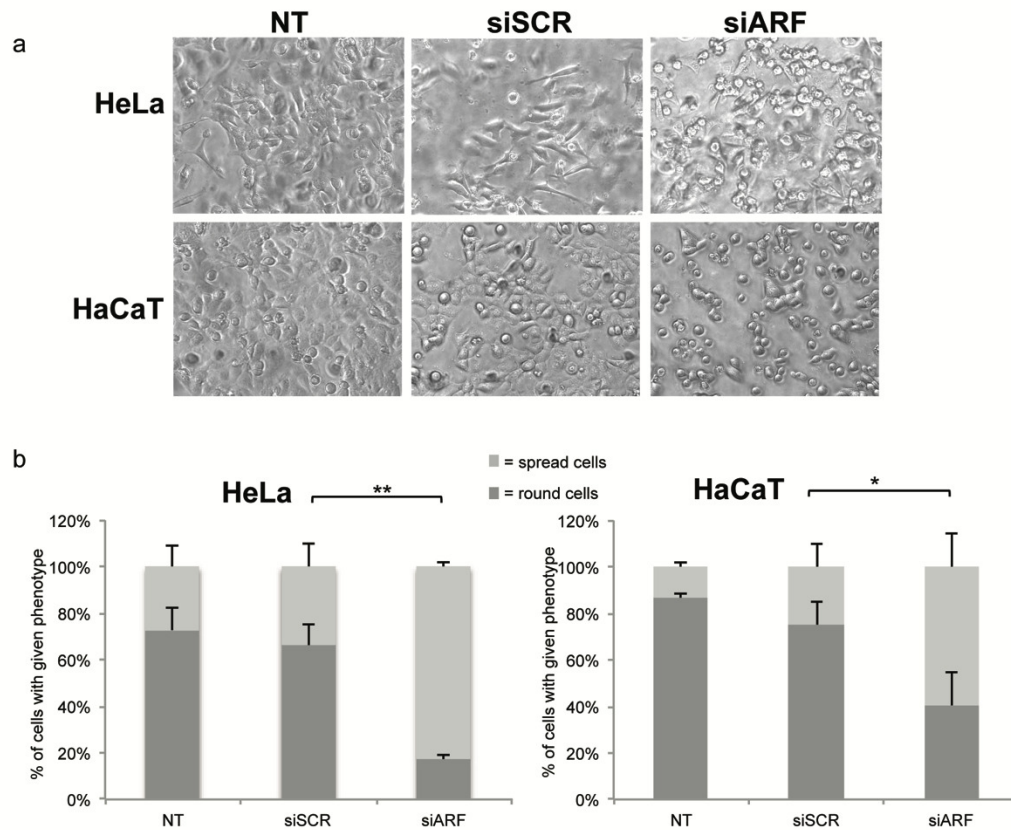 NT siSCR siARF
a
HeLa
HaCaT
b
= spread cells
= round cells
HeLa
**
% of cells with given phenotype
120%
100%
80%
60%
40%
20%
0%
NT siSCR siARF
HaCaT
*
% of cells with given phenotype
120%
100%
80%
60%
40%
20%
0%
NT siSCR siARF